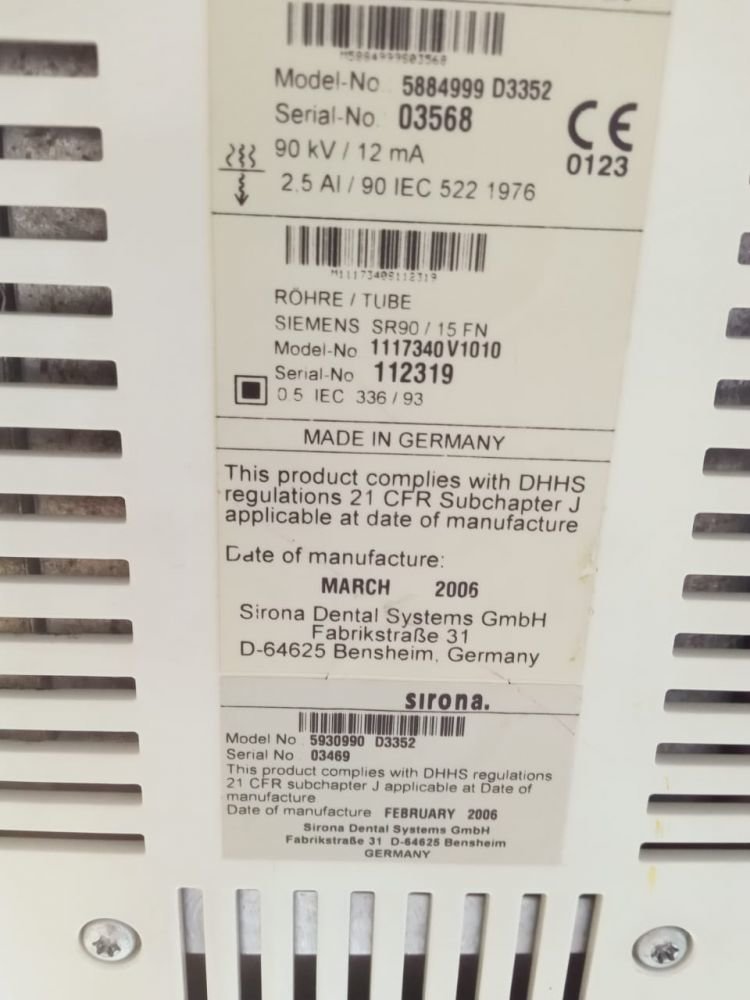 M5884999S03568
Model-No 5884999 D3352
Serial-No. 03568
90 kV / 12 mA
CE
0123
2.5 Al / 90 IEC 522 1976
M1117340S112319
RÖHRE / TUBE
SIEMENS SR90 / 15 FN
Model-No 1117340 V1010
Serial-No 112319
0.5 IEC 336 / 93
MADE IN GERMANY
This product complies with DHHS
regulations 21 CFR Subchapter J
applicable at date of manufacture
Date of manufacture:
MARCH 2006
Sirona Dental Systems GmbH
Fabrikstraße 31
D-64625 Bensheim, Germany
sirona.
Model No 5930990 D3352
Serial No 03469
This product complies with DHHS regulations
21 CFR subchapter J applicable at Date of
manufacture
Date of manufacture FEBRUARY 2006
Sirona Dental Systems GmbH
Fabrikstraße 31 D-64625 Bensheim
GERMANY